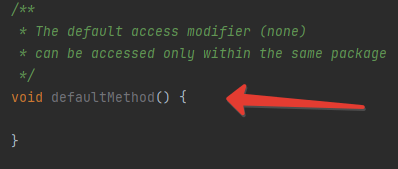 /**
* The default access modifier (none)
* can be accessed only within the same package
*/
void defaultMethod() {
}